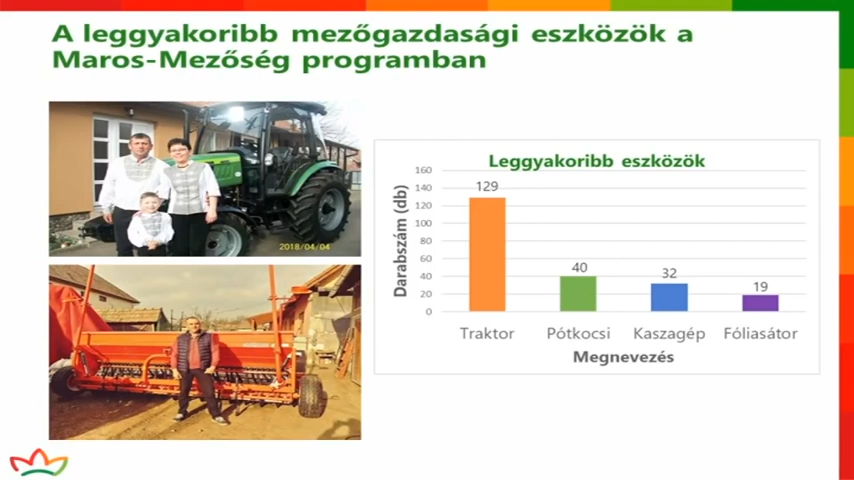 A leggyakoribb mezőgazdasági eszközök a
Maros-Mezőség programban
2018/04/04
Leggyakoribb eszközök
Darabszám (db)
160
140
120
100
80
60
40
20
0
129
40
32
19
Traktor Pótkocsi Kaszagép Fóliasátor
Megnevezés